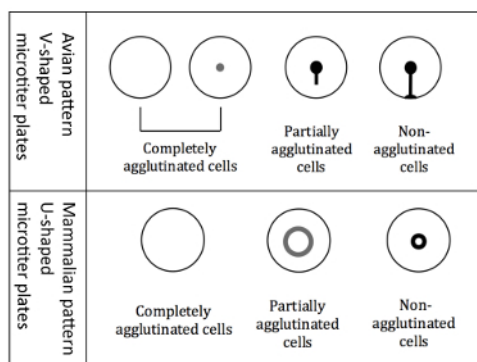 Avian pattern
V-shaped
microtiter plates
Completely
agglutinated cells
Partially
agglutinated
cells
Non-
agglutinated
cells
Mammalian pattern
U-shaped
microtiter plates
Completely
agglutinated cells
Partially
agglutinated
cells
Non-
agglutinated
cells